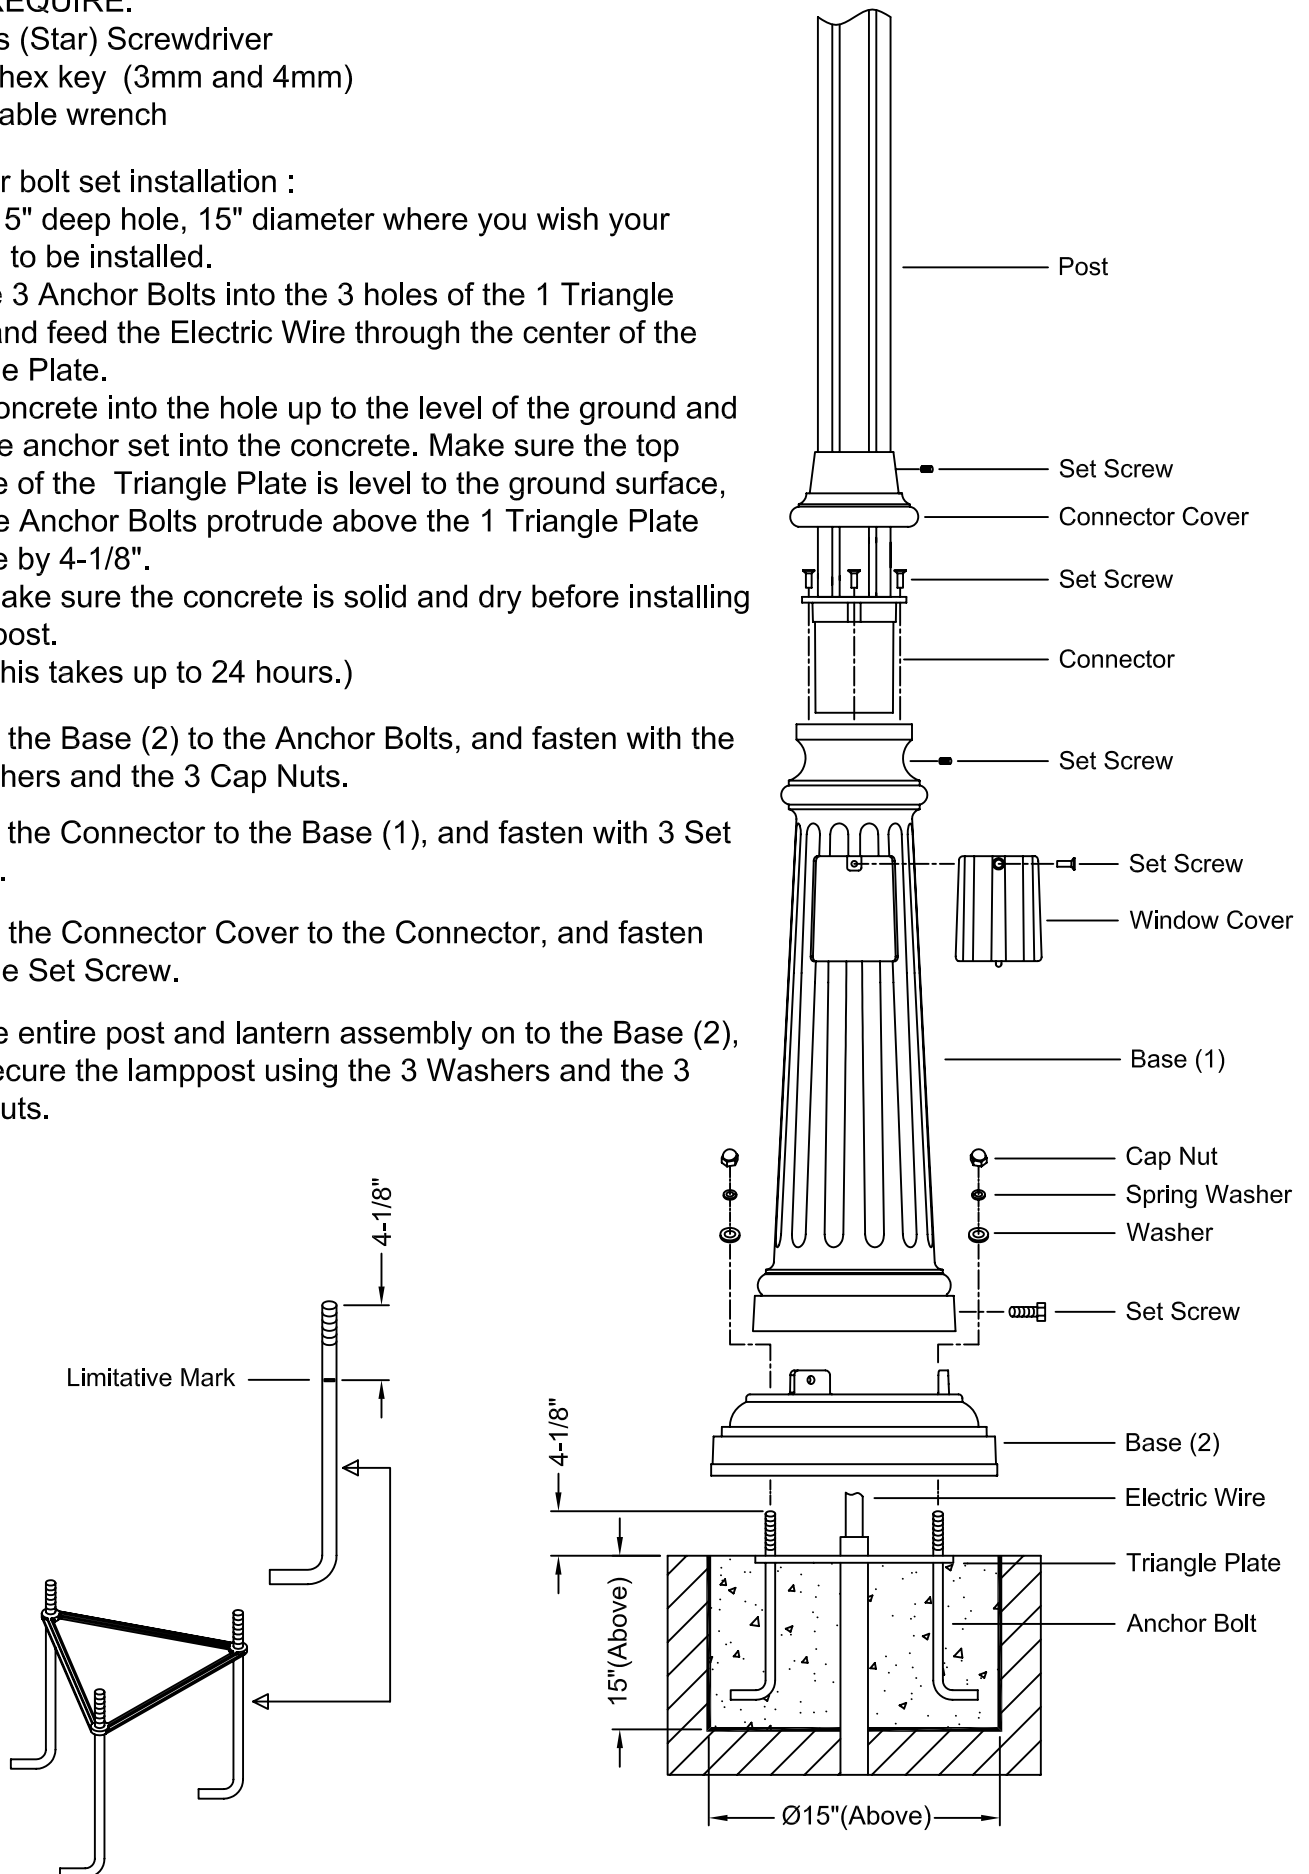 REQUIRE.
s (Star) Screwdriver
hex key (3mm and 4mm)
able wrench
r bolt set installation :
5" deep hole, 15" diameter where you wish your
to be installed.
e 3 Anchor Bolts into the 3 holes of the 1 Triangle
and feed the Electric Wire through the center of the
e Plate.
oncrete into the hole up to the level of the ground and
e anchor set into the concrete. Make sure the top
e of the Triangle Plate is level to the ground surface,
e Anchor Bolts protrude above the 1 Triangle Plate
e by 4-1/8".
ake sure the concrete is solid and dry before installing
post.
his takes up to 24 hours.)
the Base (2) to the Anchor Bolts, and fasten with the
hers and the 3 Cap Nuts.
the Connector to the Base (1), and fasten with 3 Set
.
the Connector Cover to the Connector, and fasten
e Set Screw.
e entire post and lantern assembly on to the Base (2),
ecure the lamppost using the 3 Washers and the 3
uts.
Post
Set Screw
Connector Cover
Set Screw
Connector
Set Screw
Set Screw
Window Cover
Base (1)
Cap Nut
Spring Washer
Washer
Set Screw
Base (2)
Electric Wire
Triangle Plate
Anchor Bolt
4-1/8"
Limitative Mark
4-1/8"
15"(Above)
Ø15"(Above)